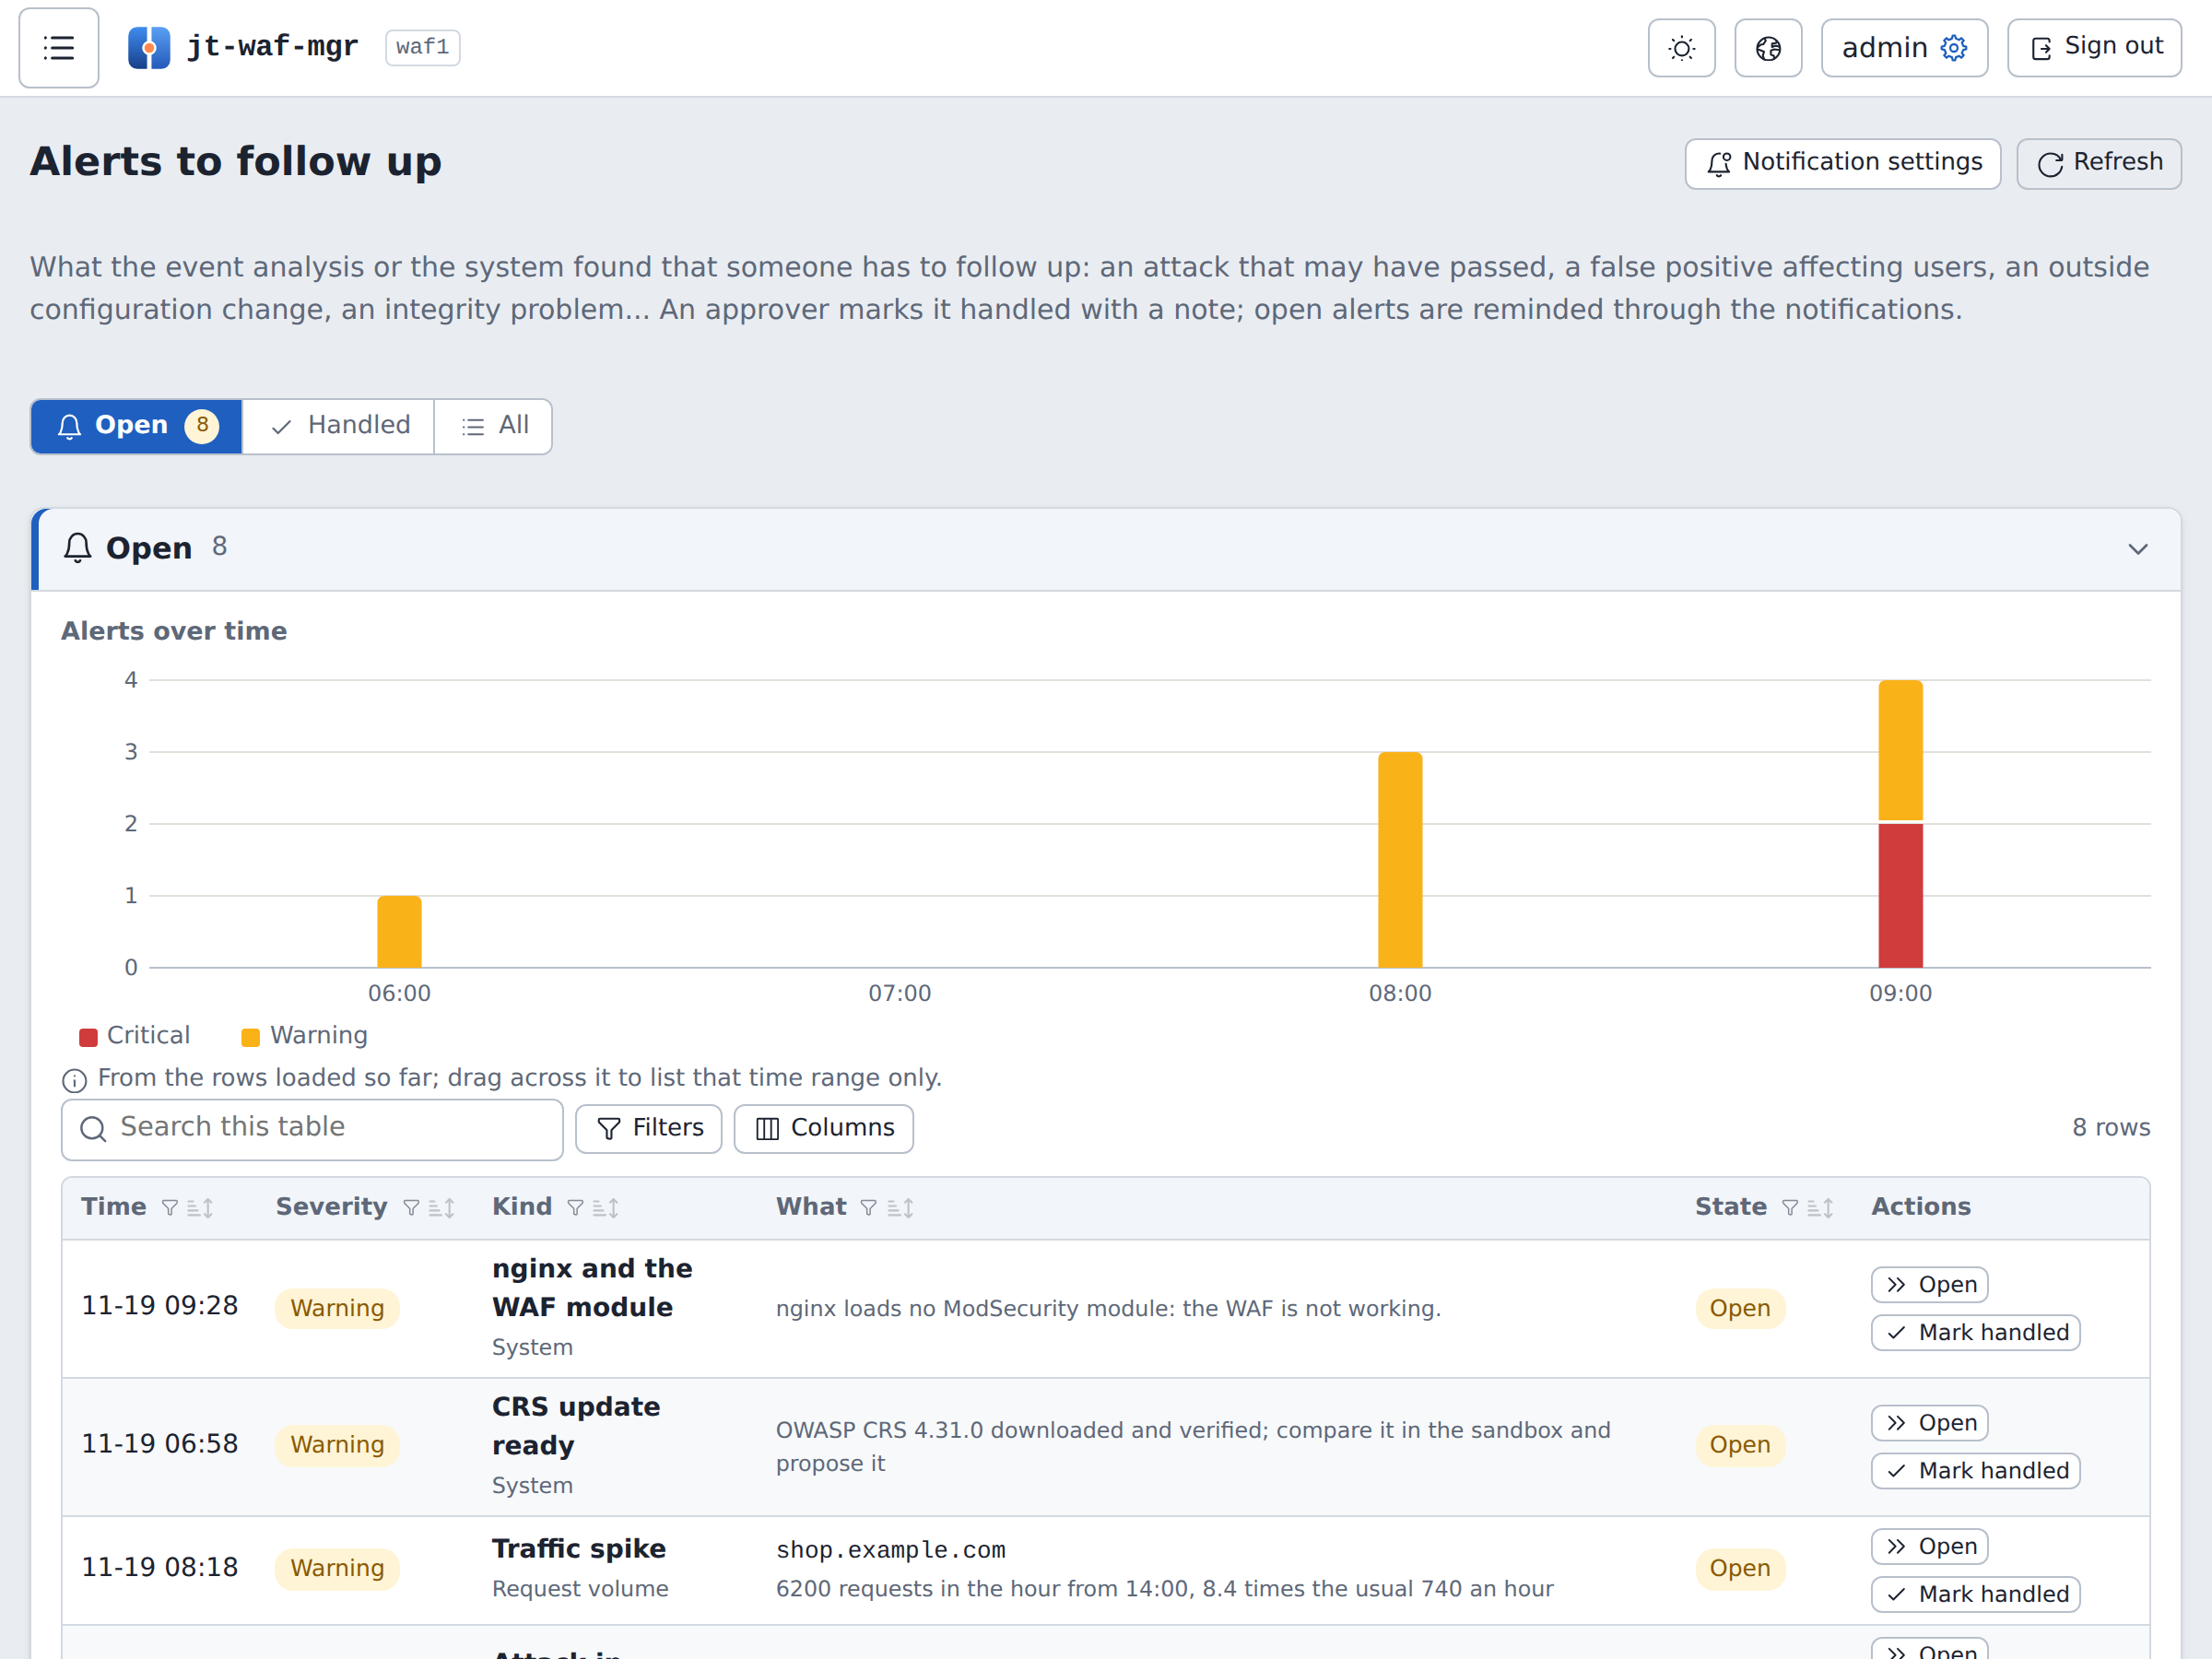 jt-waf-mgr waf1 admin Sign out
Alerts to follow up
Notification settings Refresh
What the event analysis or the system found that someone has to follow up: an attack that may have passed, a false positive affecting users, an outside
configuration change, an integrity problem... An approver marks it handled with a note; open alerts are reminded through the notifications.
Open 8 Handled All
Open 8
Alerts over time
4
3
2
1
0
06:00 07:00 08:00 09:00
Critical Warning
From the rows loaded so far; drag across it to list that time range only.
Search this table Filters Columns 8 rows
Time Severity Kind What State Actions
11-19 09:28 Warning nginx and the WAF module System nginx loads no ModSecurity module: the WAF is not working. Open Open Mark handled
11-19 06:58 Warning CRS update ready System OWASP CRS 4.31.0 downloaded and verified; compare it in the sandbox and propose it Open Open Mark handled
11-19 08:18 Warning Traffic spike Request volume shop.example.com 6200 requests in the hour from 14:00, 8.4 times the usual 740 an hour Open Open Mark handled
Attack in Open